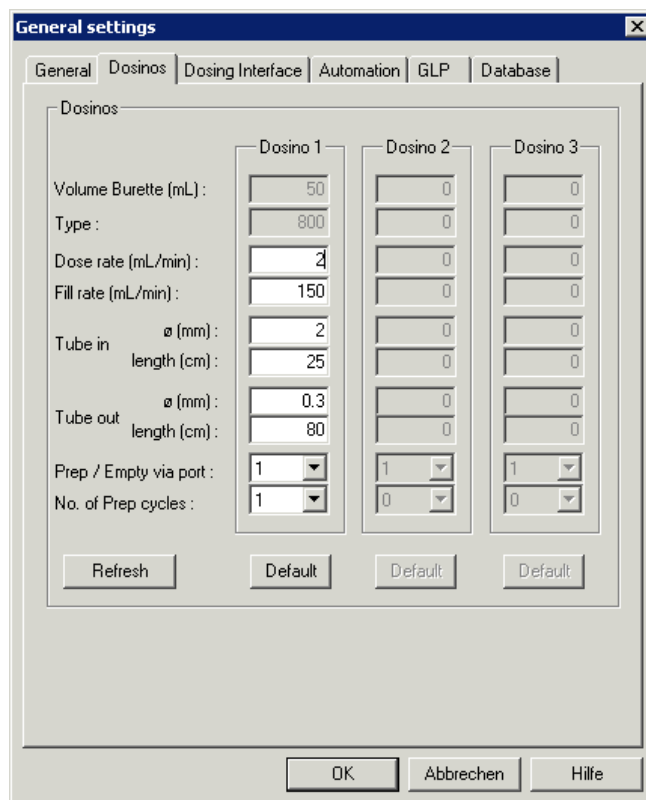 General settings
General Dosinos Dosing Interface Automation GLP Database
Dosinos
Dosino 1 Dosino 2 Dosino 3
Volume Burette (mL) : 50 0 0
Type : 800 0 0
Dose rate (mL/min) : 2 0 0
Fill rate (mL/min) : 150 0 0
Tube in ø (mm) : 2 0 0
length (cm) : 25 0 0
Tube out ø (mm) : 0.3 0 0
length (cm) : 80 0 0
Prep / Empty via port : 1 1 1
No. of Prep cycles : 1 0 0
Refresh Default Default Default
OK Abbrechen Hilfe